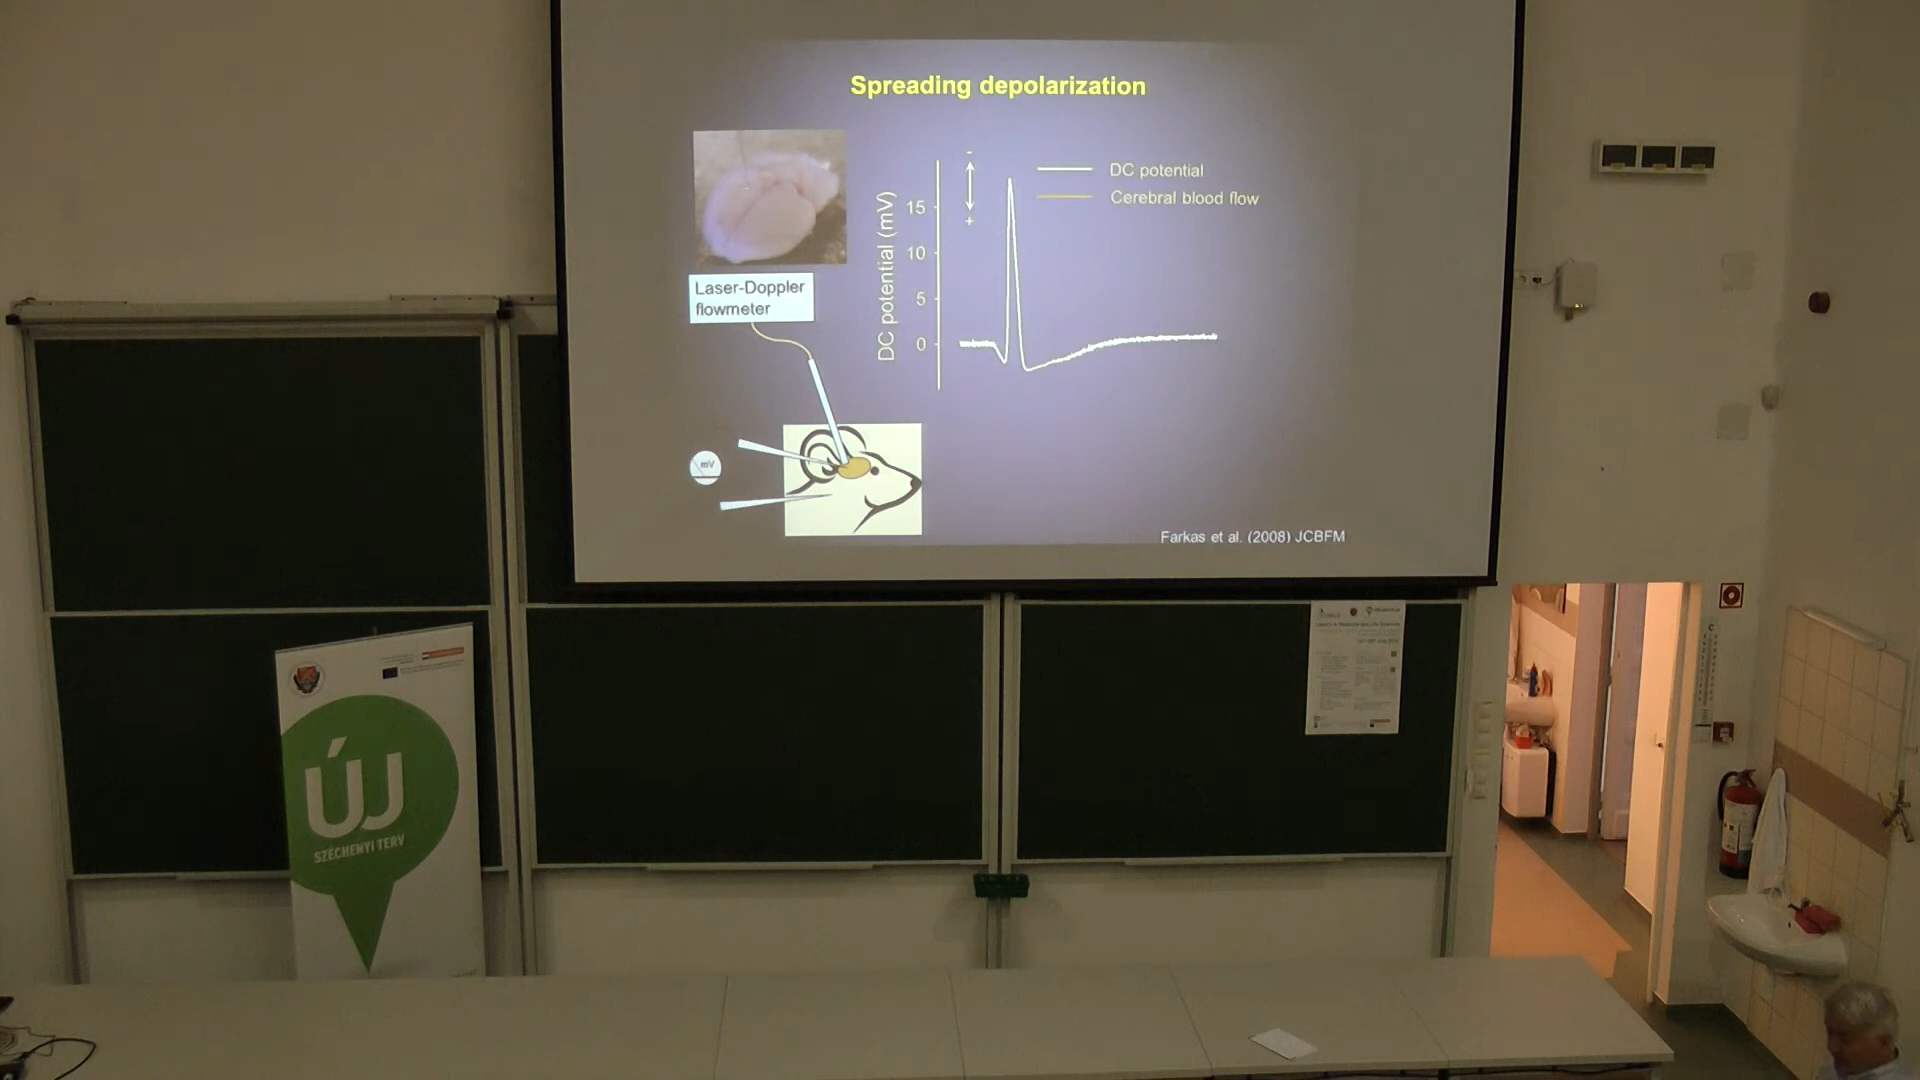 Spreading depolarization
-
+
DC potential
Cerebral blood flow
DC potential (mV)
15
10
5
0
Laser-Doppler
flowmeter
mV
Farkas et al. (2008) JCBFM
ÚJ
SZÉCHENYI TERV